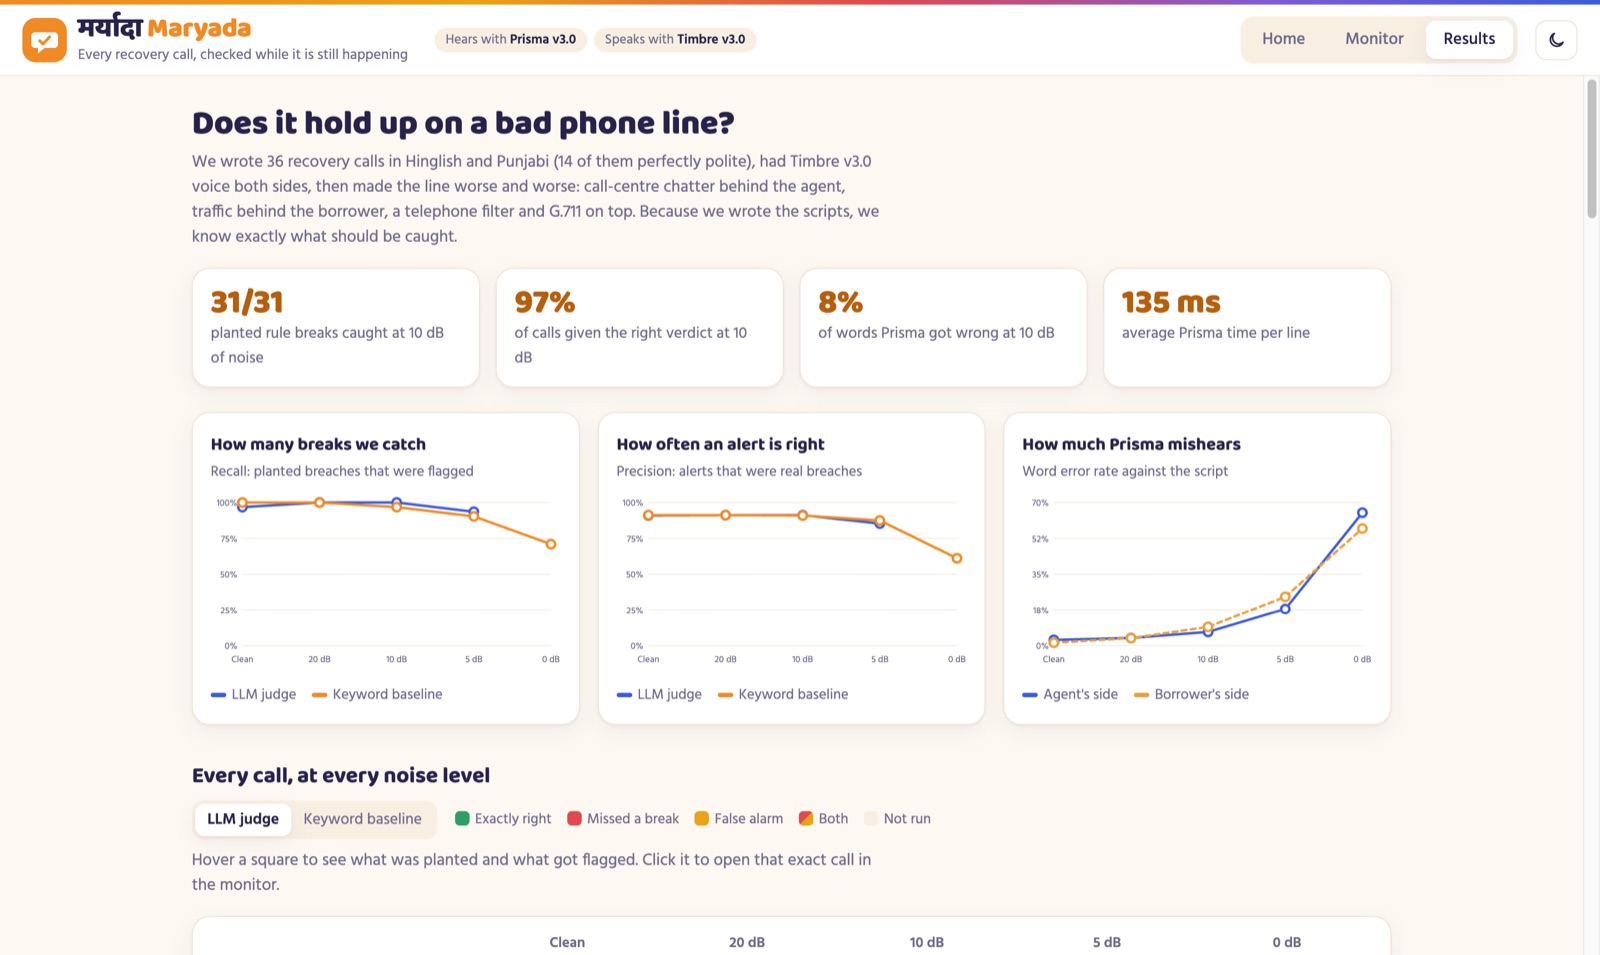 मर्यादा Maryada
Every recovery call, checked while it is still happening
Hears with Prisma v3.0
Speaks with Timbre v3.0
Home
Monitor
Results
Does it hold up on a bad phone line?
We wrote 36 recovery calls in Hinglish and Punjabi (14 of them perfectly polite), had Timbre v3.0
voice both sides, then made the line worse and worse: call-centre chatter behind the agent,
traffic behind the borrower, a telephone filter and G.711 on top. Because we wrote the scripts, we
know exactly what should be caught.
31/31
planted rule breaks caught at 10 dB
of noise
97%
of calls given the right verdict at 10
dB
8%
of words Prisma got wrong at 10 dB
135 ms
average Prisma time per line
How many breaks we catch
Recall: planted breaches that were flagged
100%
75%
50%
25%
0%
Clean
20 dB
10 dB
5 dB
0 dB
LLM judge
Keyword baseline
How often an alert is right
Precision: alerts that were real breaches
100%
75%
50%
25%
0%
Clean
20 dB
10 dB
5 dB
0 dB
LLM judge
Keyword baseline
How much Prisma mishears
Word error rate against the script
70%
52%
35%
18%
0%
Clean
20 dB
10 dB
5 dB
0 dB
Agent's side
Borrower's side
Every call, at every noise level
LLM judge
Keyword baseline
Exactly right
Missed a break
False alarm
Both
Not run
Hover a square to see what was planted and what got flagged. Click it to open that exact call in
the monitor.
Clean
20 dB
10 dB
5 dB
0 dB